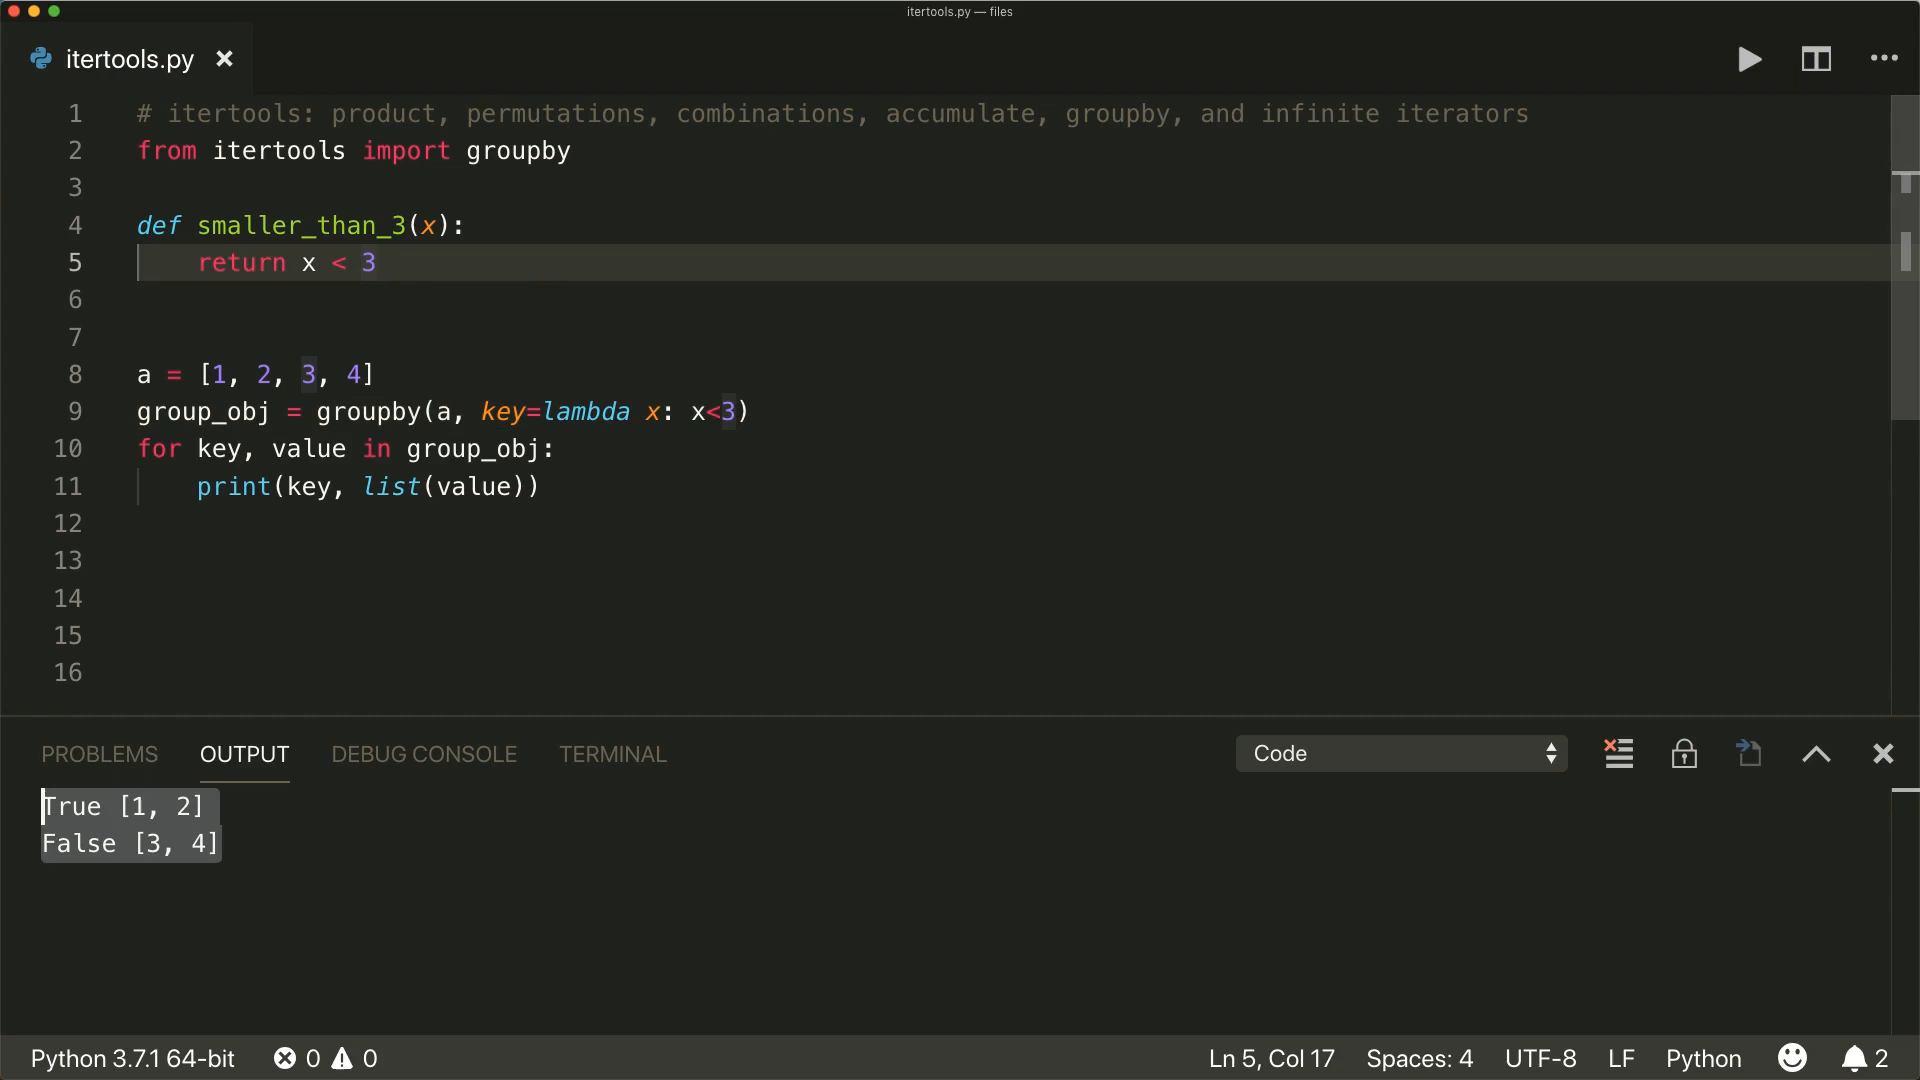 itertools.py — files
itertools.py
1 # itertools: product, permutations, combinations, accumulate, groupby, and infinite iterators
2 from itertools import groupby
3
4 def smaller_than_3(x):
5     return x < 3
6
7
8 a = [1, 2, 3, 4]
9 group_obj = groupby(a, key=lambda x: x<3)
10 for key, value in group_obj:
11     print(key, list(value))
12
13
14
15
16
PROBLEMS OUTPUT DEBUG CONSOLE TERMINAL Code
True [1, 2]
False [3, 4]
Python 3.7.1 64-bit 0 0 Ln 5, Col 17 Spaces: 4 UTF-8 LF Python 2